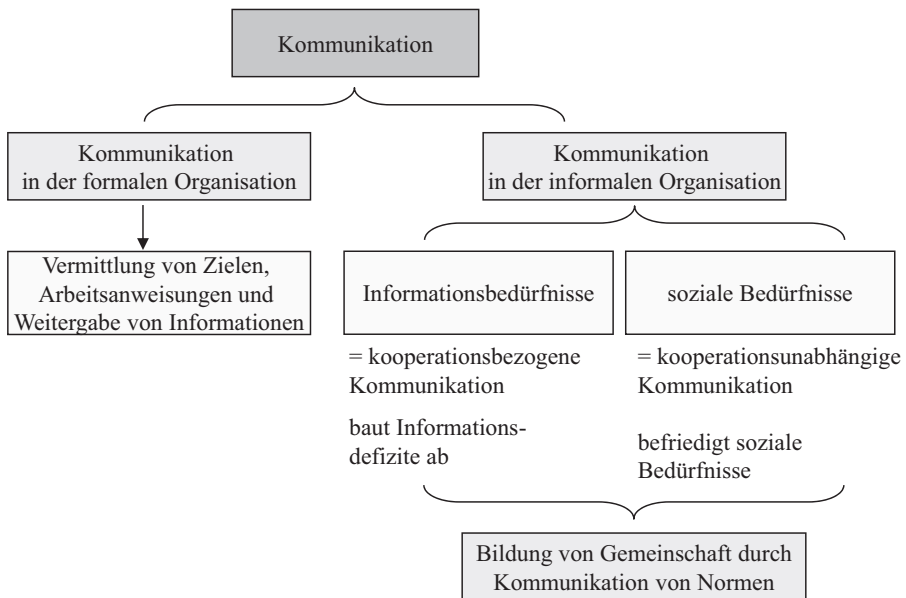 Kommunikation
Kommunikation
in der formalen Organisation
Kommunikation
in der informalen Organisation
Vermittlung von Zielen,
Arbeitsanweisungen und
Weitergabe von Informationen
Informationsbedürfnisse
soziale Bedürfnisse
= kooperationsbezogene
Kommunikation
baut Informations-
defizite ab
= kooperationsunabhängige
Kommunikation
befriedigt soziale
Bedürfnisse
Bildung von Gemeinschaft durch
Kommunikation von Normen